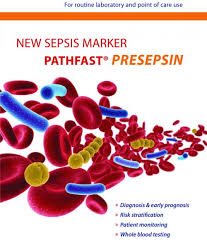 For routine laboratory and point of care use
NEW SEPSIS MARKER
PATHFAST® PRESEPSIN
• Diagnosis & early prognosis
• Risk stratification
• Patient monitoring
• Whole blood testing